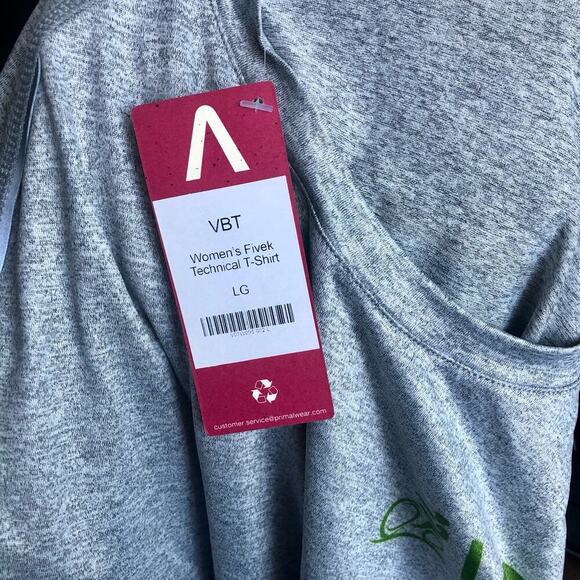 VBT
Women's Fivek
Technical T-Shirt
LG
customer.service@primalwear.com